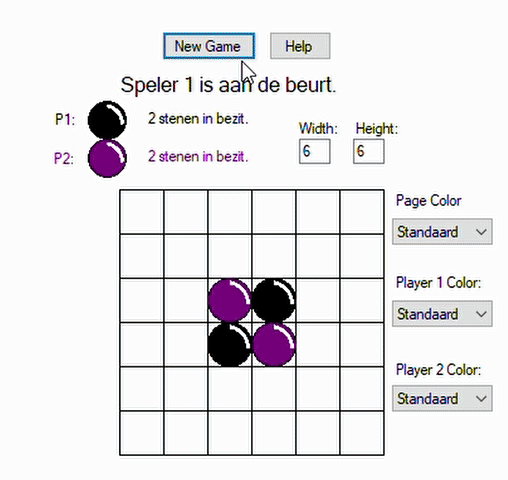 New Game
Help
Speler 1 is aan de beurt.
P1:
2 stenen in bezit.
P2:
2 stenen in bezit.
Width:
Height:
6
6
Page Color
Standaard
Player 1 Color:
Standaard
Player 2 Color:
Standaard